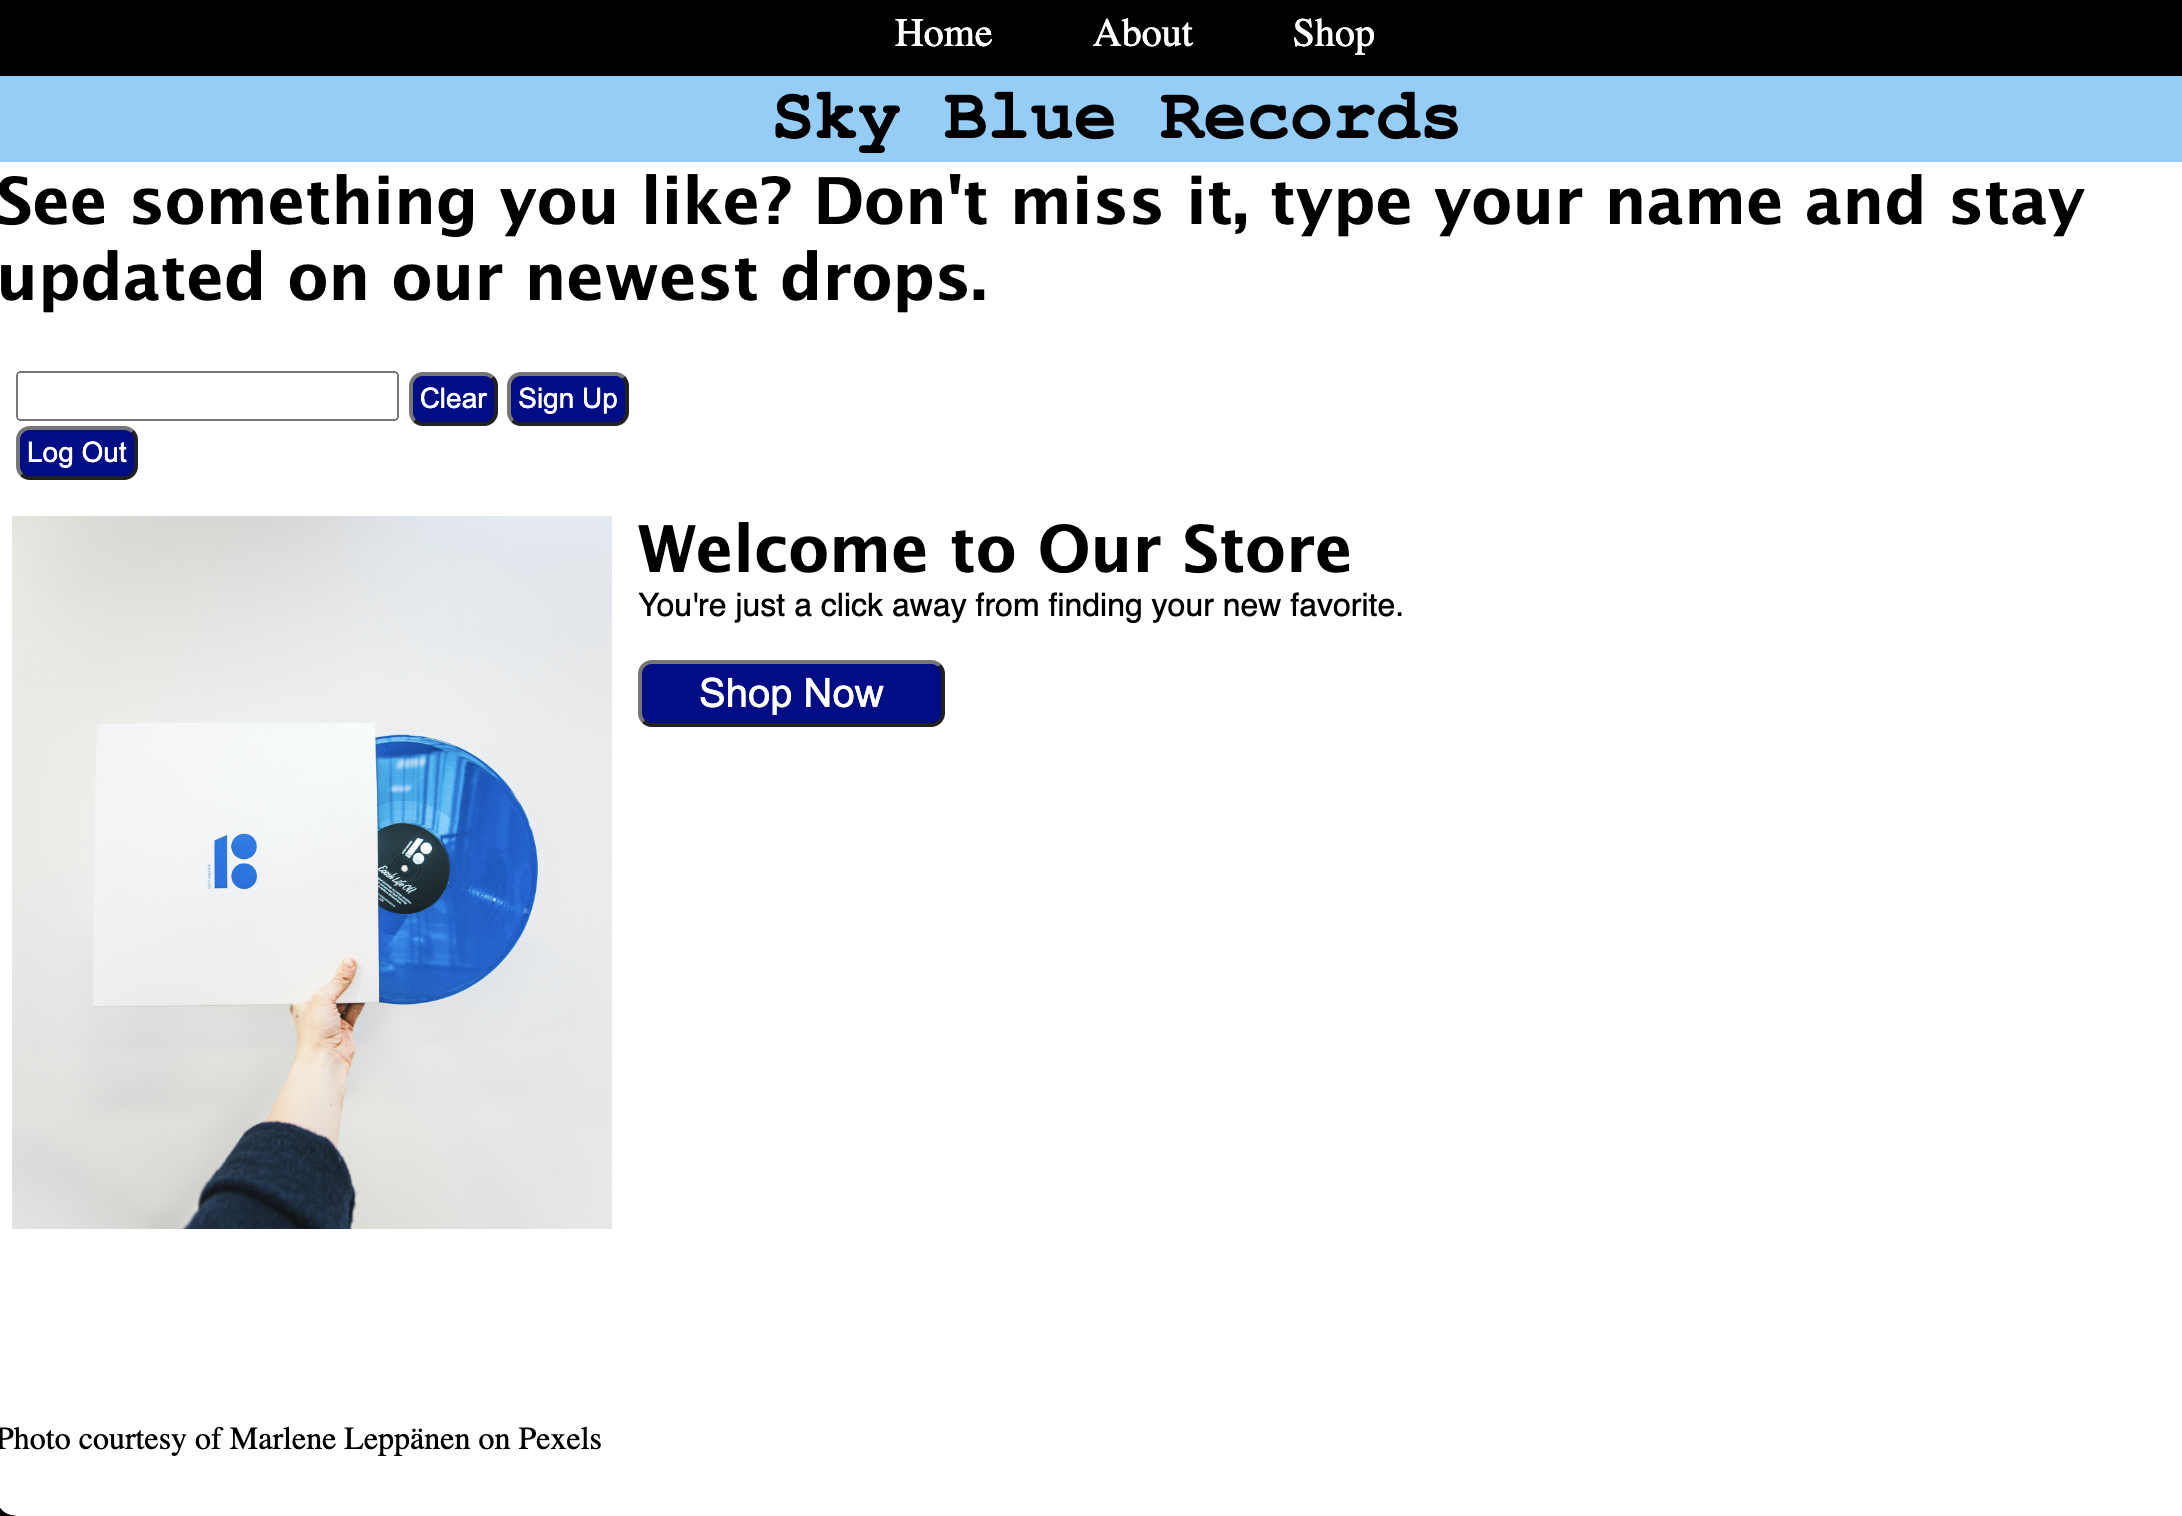 Home About Shop
Sky Blue Records
See something you like? Don't miss it, type your name and stay
updated on our newest drops.
Clear Sign Up
Log Out
Welcome to Our Store
You're just a click away from finding your new favorite.
Shop Now
18
18
Photo courtesy of Marlene Leppänen on Pexels